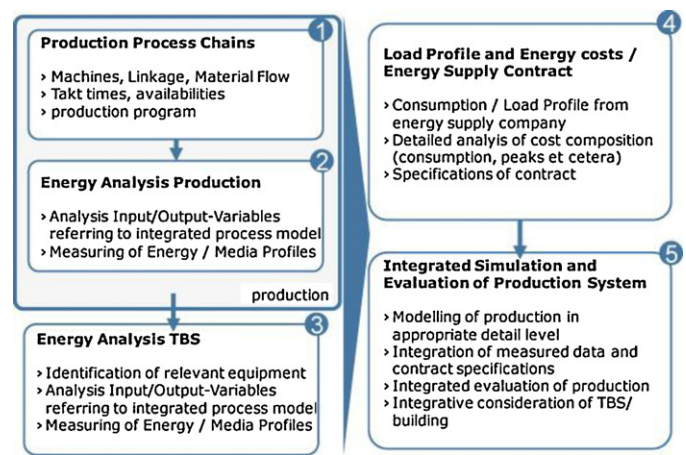 1
Production Process Chains
› Machines, Linkage, Material Flow
› Takt times, availabilities
› production program
2
Energy Analysis Production
› Analysis Input/Output-Variables
referring to integrated process model
› Measuring of Energy / Media Profiles
production
3
Energy Analysis TBS
› Identification of relevant equipment
› Analysis Input/Output-Variables
referring to integrated process model
› Measuring of Energy / Media Profiles
4
Load Profile and Energy costs /
Energy Supply Contract
› Consumption / Load Profile from
energy supply company
› Detailed analyis of cost composition
(consumption, peaks et cetera)
› Specifications of contract
5
Integrated Simulation and
Evaluation of Production System
› Modelling of production in
appropriate detail level
› Integration of measured data and
contract specifications
› Integrated evaluation of production
› Integrative consideration of TBS/
building